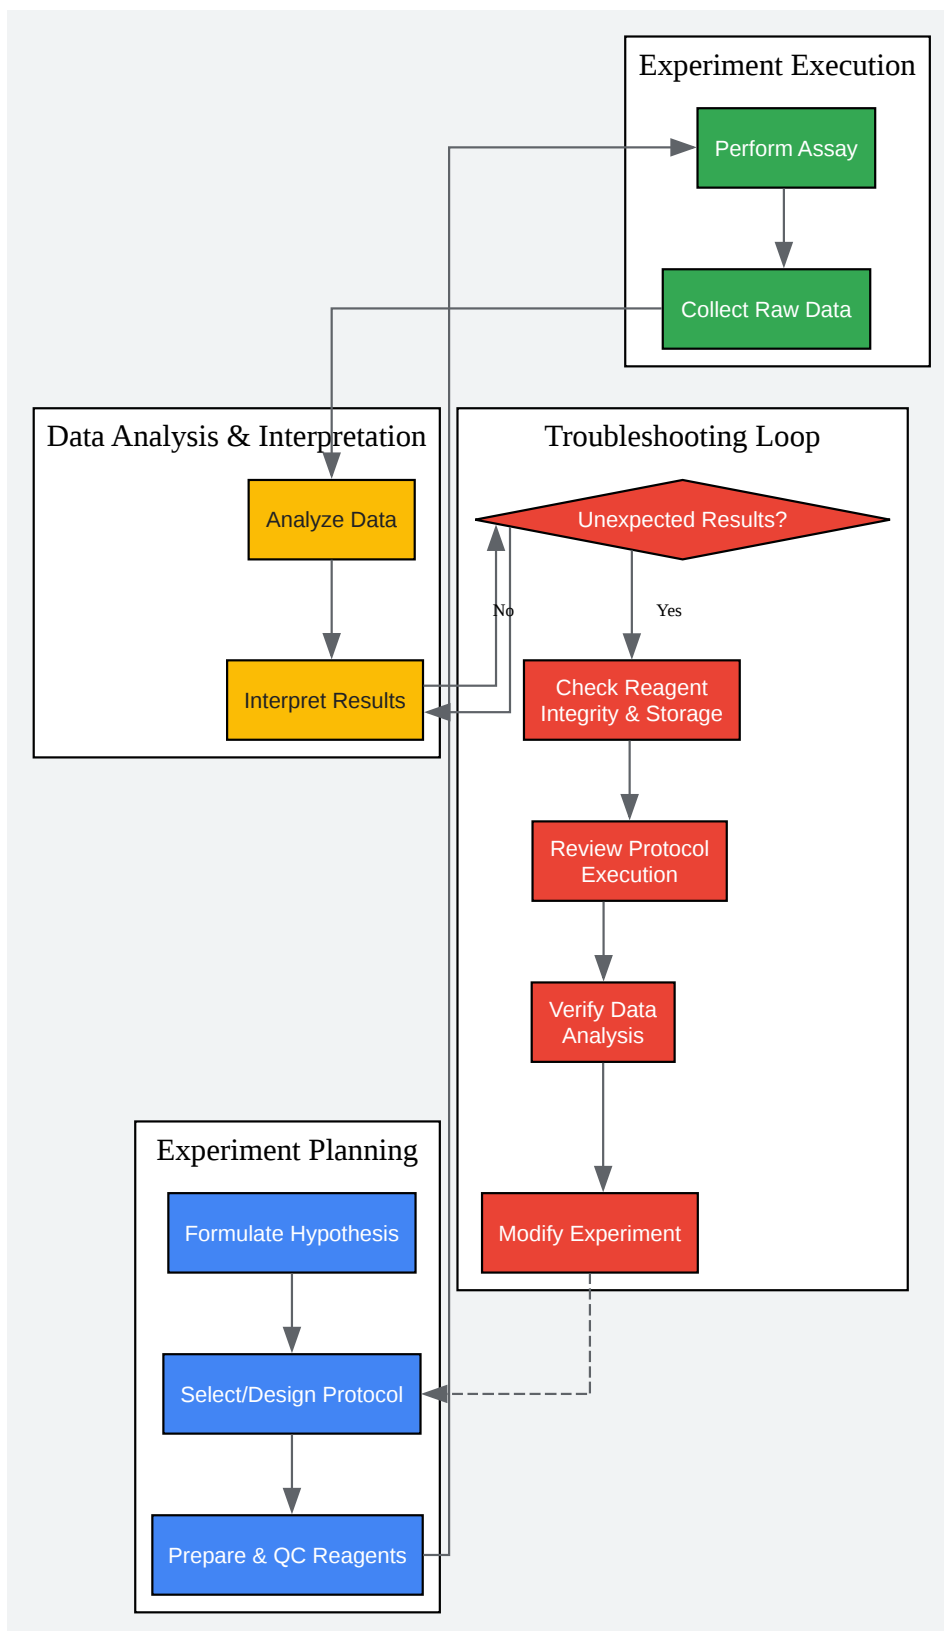 Experiment Execution
Perform Assay
Collect Raw Data
Data Analysis & Interpretation
Analyze Data
Interpret Results
Troubleshooting Loop
Unexpected Results?
No
Yes
Check Reagent
Integrity & Storage
Review Protocol
Execution
Verify Data
Analysis
Modify Experiment
Experiment Planning
Formulate Hypothesis
Select/Design Protocol
Prepare & QC Reagents